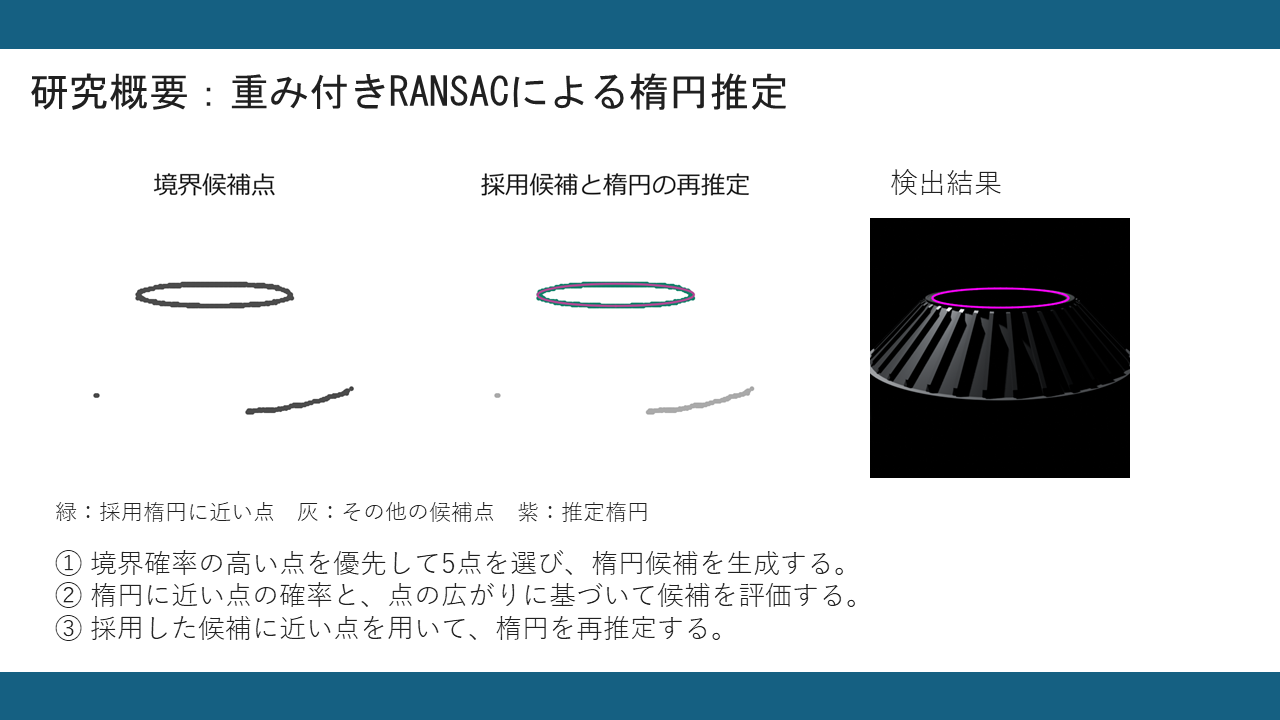 研究概要：重み付きRANSACによる楕円推定
境界候補点
採用候補と楕円の再推定
検出結果
緑：採用楕円に近い点　灰：その他の候補点　紫：推定楕円
① 境界確率の高い点を優先して5点を選び、楕円候補を生成する。
② 楕円に近い点の確率と、点の広がりに基づいて候補を評価する。
③ 採用した候補に近い点を用いて、楕円を再推定する。